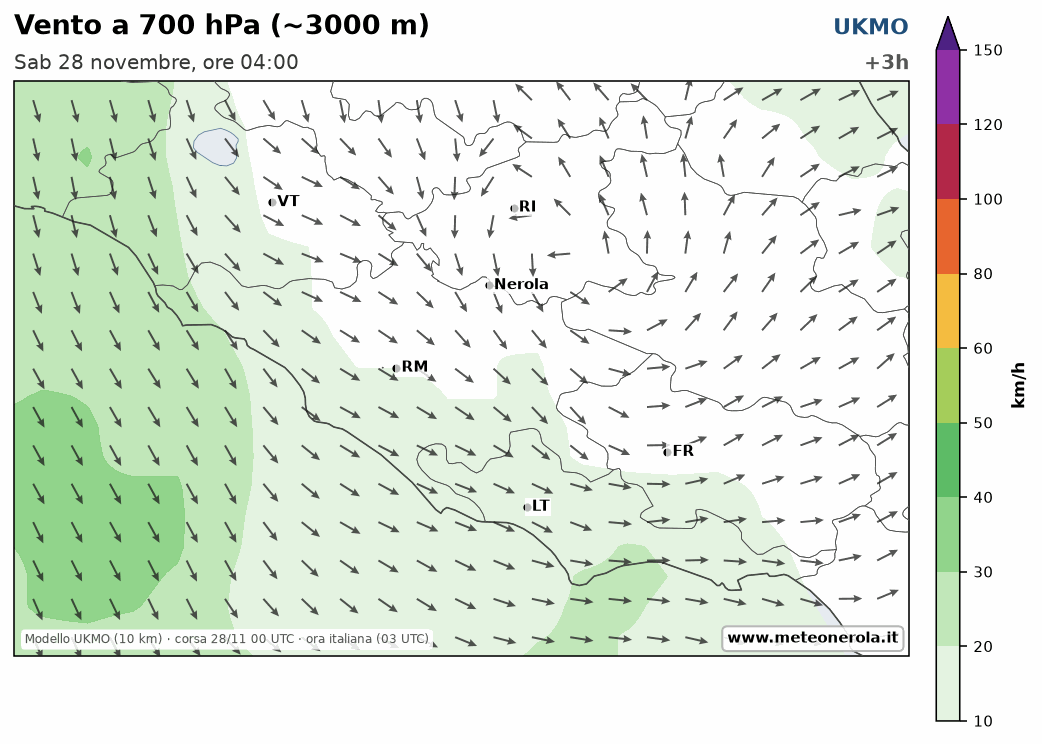 Vento a 700 hPa (~3000 m)
UKMO
Sab 28 novembre, ore 04:00
+3h
VT
RI
Nerola
RM
FR
LT
Modello UKMO (10 km) · corsa 28/11 00 UTC · ora italiana (03 UTC)
www.meteonerola.it
150
120
100
80
60
50
40
30
20
10
km/h